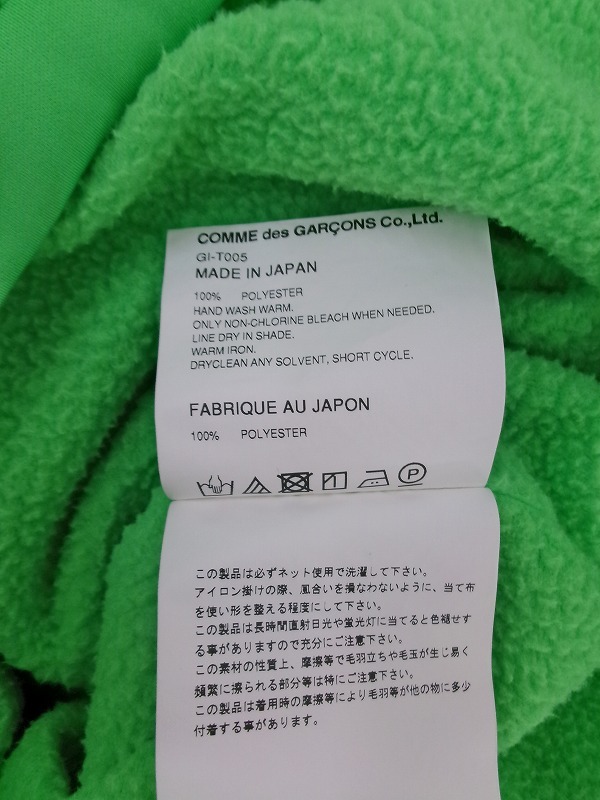 COMME des GARÇONS Co.,Ltd.
GI-T005
MADE IN JAPAN
100% POLYESTER
HAND WASH WARM.
ONLY NON-CHLORINE BLEACH WHEN NEEDED.
LINE DRY IN SHADE.
WARM IRON.
DRYCLEAN ANY SOLVENT, SHORT CYCLE.
FABRIQUE AU JAPON
100% POLYESTER
P
この製品は必ずネット使用で洗濯して下さい。
アイロン掛けの際、風合いを損なわないように、当て布
を使い形を整える程度にして下さい。
この製品は長時間直射日光や蛍光灯に当てると色褪せす
る事がありますので充分にご注意下さい。
この素材の性質上、摩擦等で毛羽立ちや毛玉が生じ易く
頻繁に擦られる部分等は特にご注意下さい。
この製品は着用時の摩擦等により毛羽等が他の物に多少
付着する事があります。